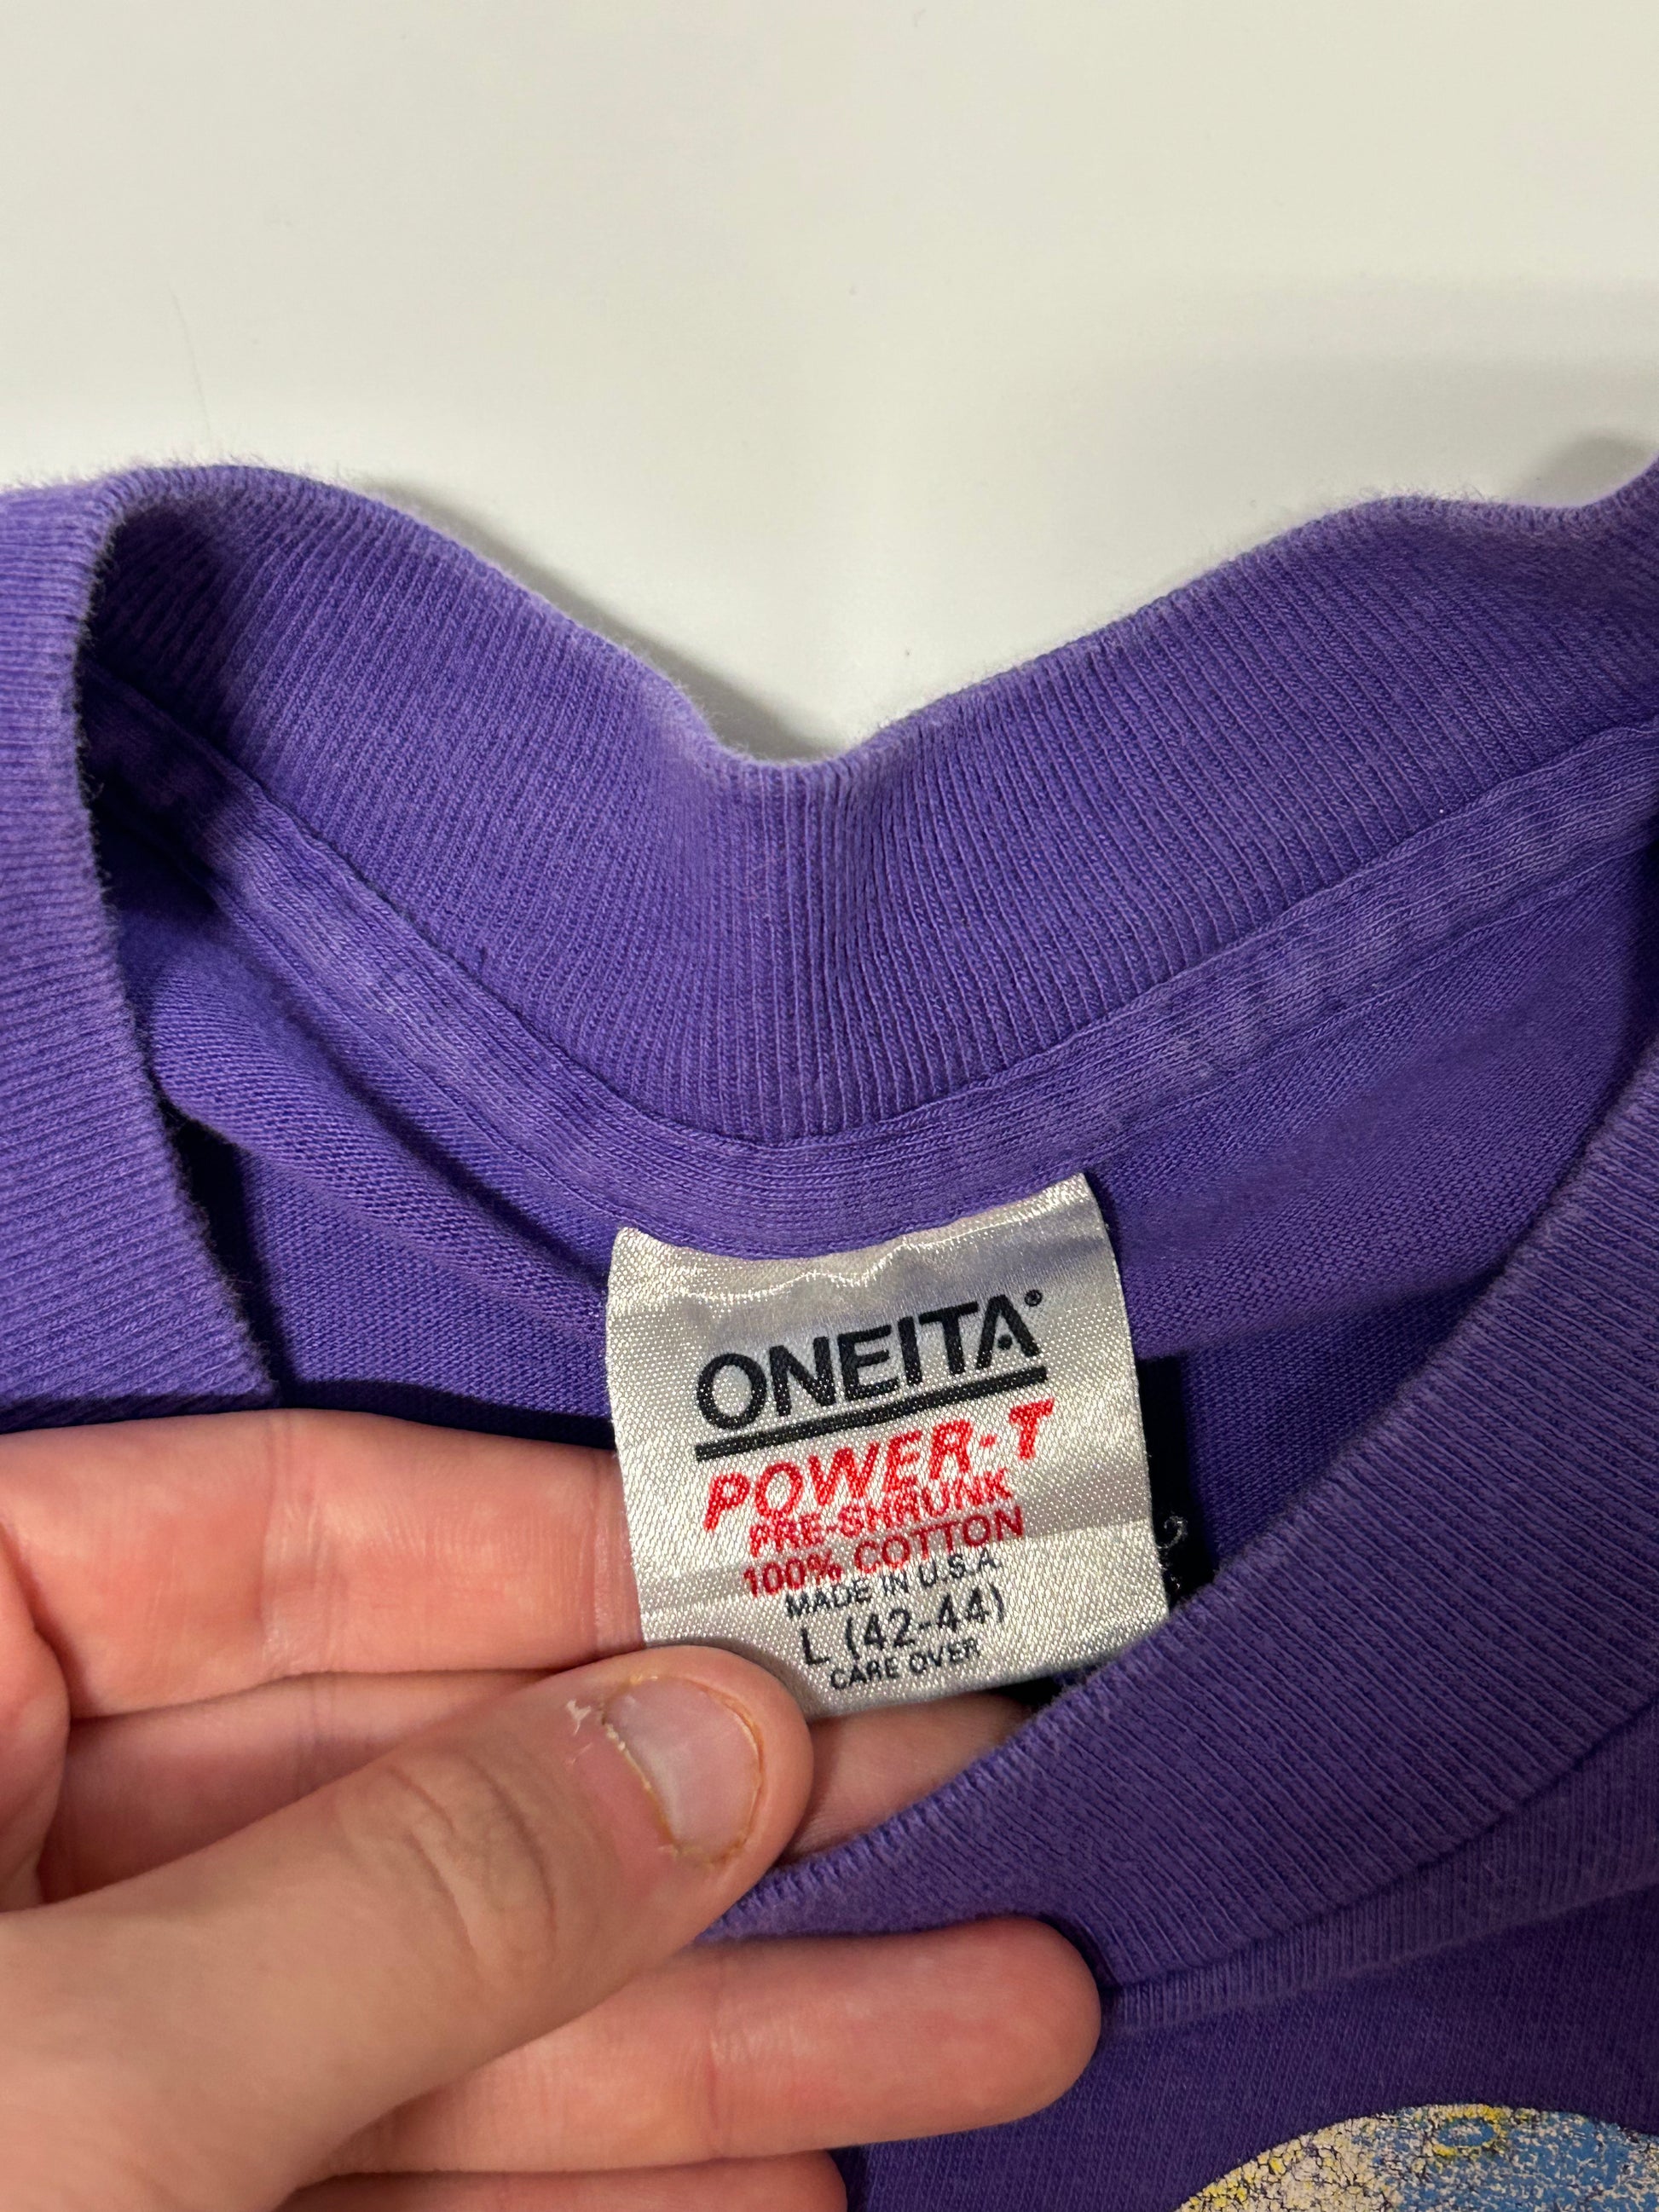 ONEITA®
POWER-T
PRE-SHRUNK
100% COTTON
MADE IN U.S.A
L (42-44)
CARE OVER